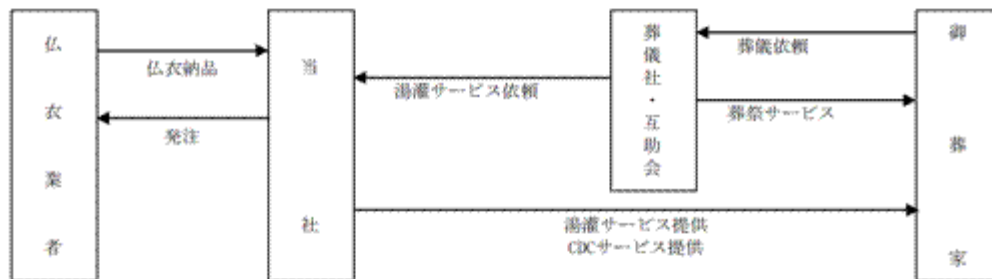 仏衣業者
仏衣納品
発注
当社
湯灌サービス依頼
葬儀社・互助会
葬儀依頼
葬祭サービス
湯灌サービス提供
CDCサービス提供
御葬家